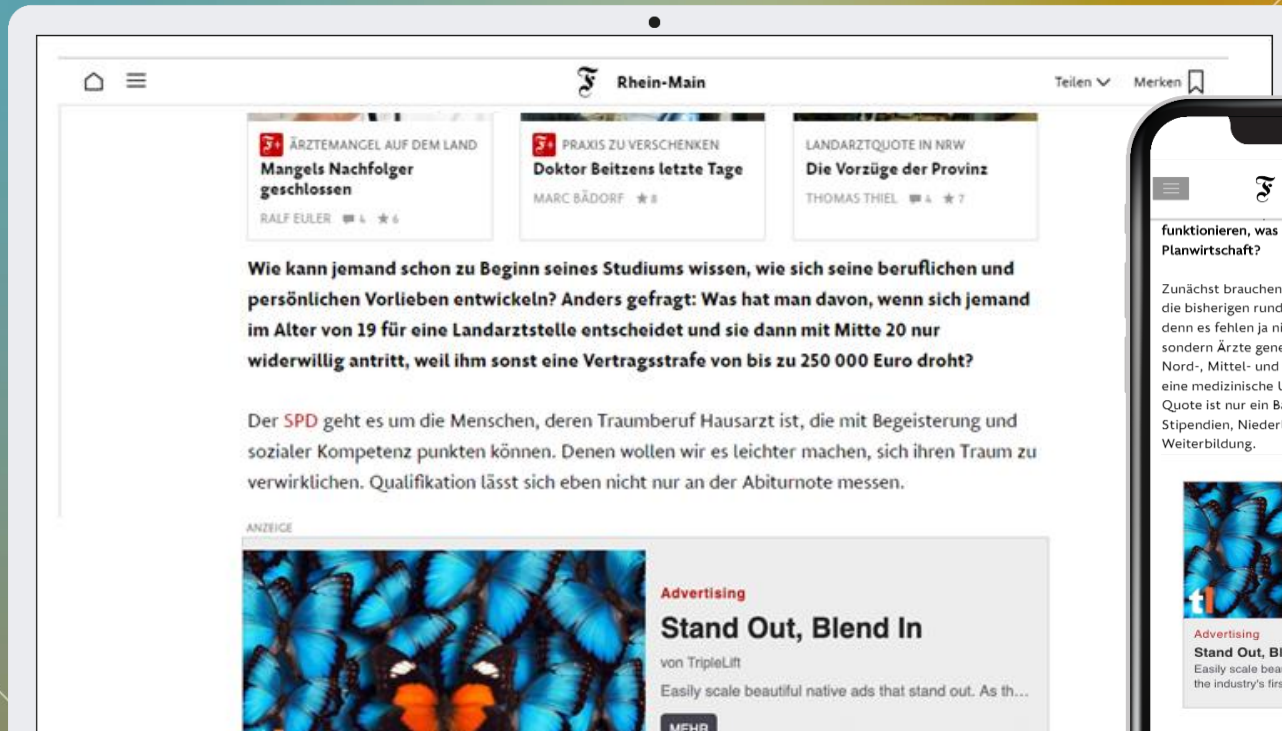 Rhein-Main
Teilen
Merken
ÄRZTEMANGEL AUF DEM LAND
Mangels Nachfolger
geschlossen
RALF EULER 4 6
PRAXIS ZU VERSCHENKEN
Doktor Beitzens letzte Tage
MARC BÄDORF 8
LANDARZTQUOTE IN NRW
Die Vorzüge der Provinz
THOMAS THIEL 4 7
Wie kann jemand schon zu Beginn seines Studiums wissen, wie sich seine beruflichen und
persönlichen Vorlieben entwickeln? Anders gefragt: Was hat man davon, wenn sich jemand
im Alter von 19 für eine Landarztstelle entscheidet und sie dann mit Mitte 20 nur
widerwillig antritt, weil ihm sonst eine Vertragsstrafe von bis zu 250 000 Euro droht?
Der SPD geht es um die Menschen, deren Traumberuf Hausarzt ist, die mit Begeisterung und
sozialer Kompetenz punkten können. Denen wollen wir es leichter machen, sich ihren Traum zu
verwirklichen. Qualifikation lässt sich eben nicht nur an der Abiturnote messen.
ANZEIGE
Advertising
Stand Out, Blend In
von TripleLift
Easily scale beautiful native ads that stand out. As th...
MEHR
funktionieren, was
Planwirtschaft?
Zunächst brauchen
die bisherigen rund
denn es fehlen ja ni
sondern Ärzte gene
Nord-, Mittel- und
eine medizinische U
Quote ist nur ein Ba
Stipendien, Nieder
Weiterbildung.
tl
Advertising
Stand Out, Bl
Easily scale bea
the industry's firs